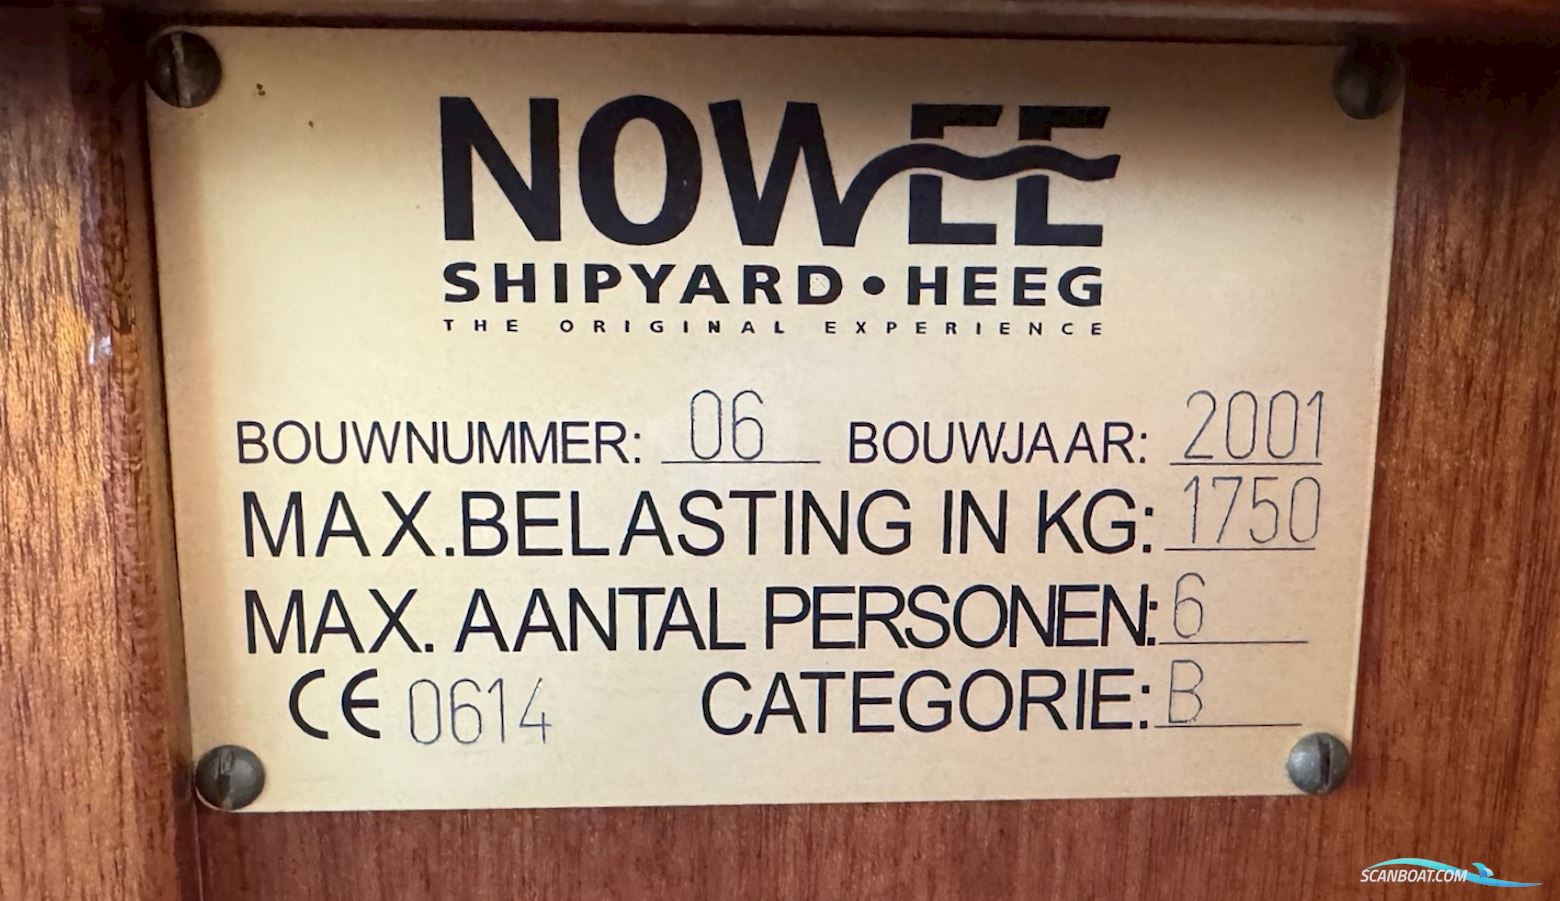 NOWEE
SHIPYARD • HEEG
THE ORIGINAL EXPERIENCE
BOUWNUMMER: 06 BOUWJAAR: 2001
MAX.BELASTING IN KG: 1750
MAX. AANTAL PERSONEN: 6
CE 0614 CATEGORIE: B
SCANBOAT.COM